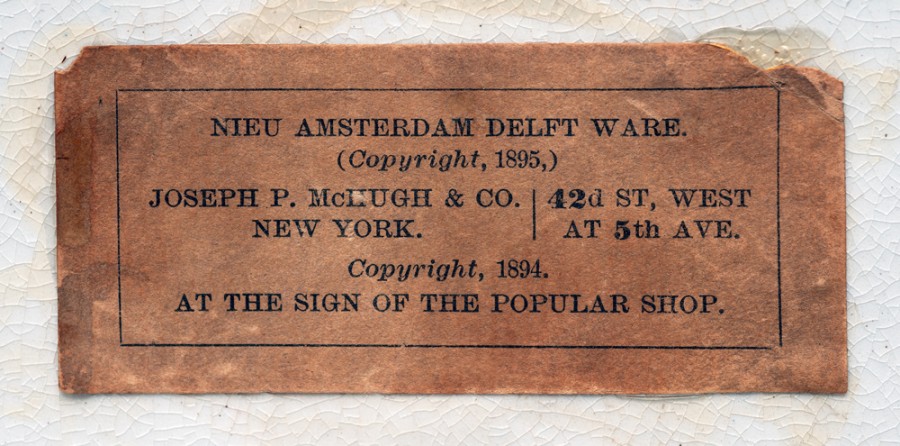 NIEU AMSTERDAM DELFT WARE.
(Copyright, 1895,)
JOSEPH P. McHUGH & CO. | 42d ST, WEST
NEW YORK. | AT 5th AVE.
Copyright, 1894.
AT THE SIGN OF THE POPULAR SHOP.